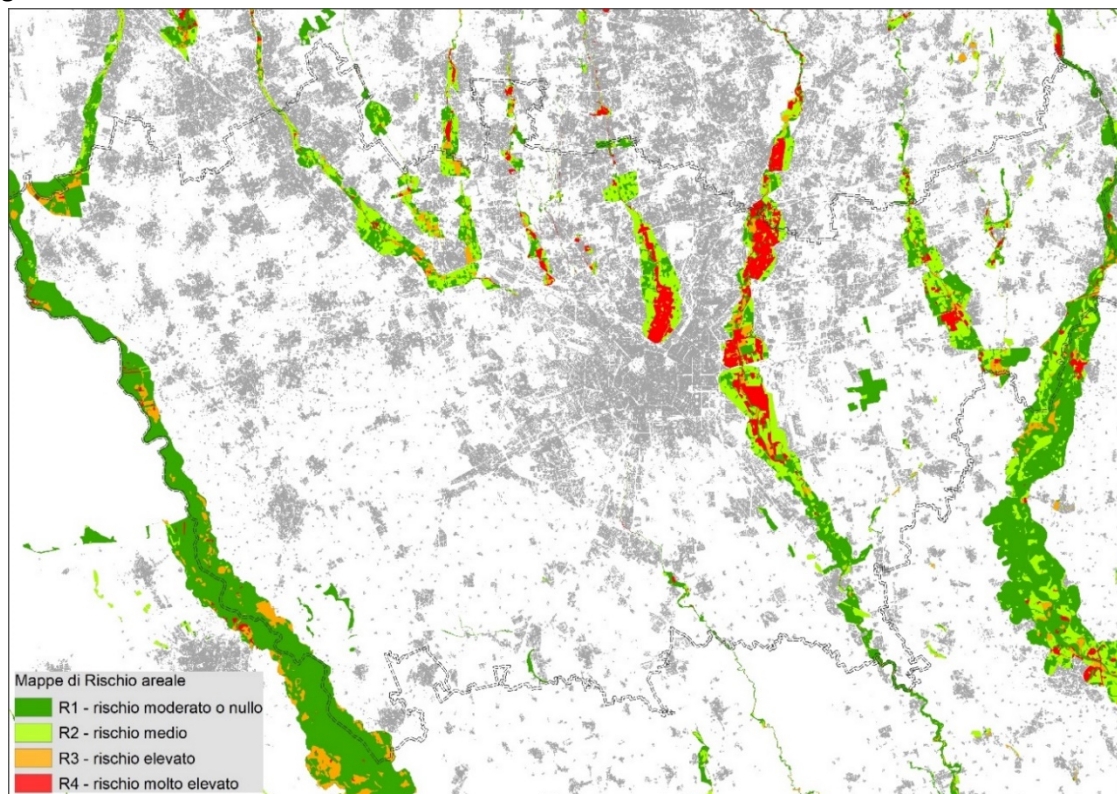 Mappe di Rischio areale
R1 - rischio moderato o nullo
R2 - rischio medio
R3 - rischio elevato
R4 - rischio molto elevato